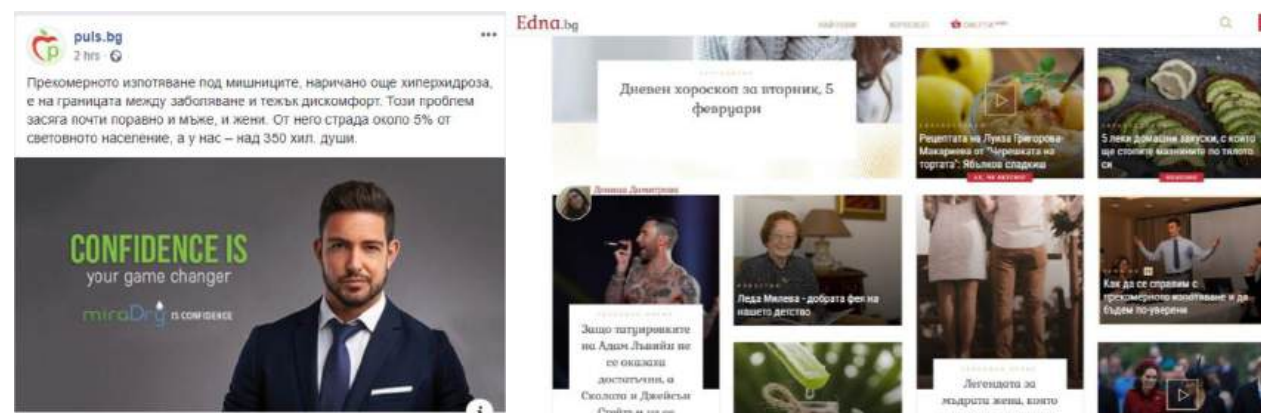 puls.bg
2 hrs
Прекомерното изпотяване под мишниците, наричано още хиперхидроза,
е на границата между заболяване и тежък дискомфорт. Този проблем
засяга почти поравно и мъже, и жени. От него страда около 5% от
световното население, а у нас – над 350 хил. души.
CONFIDENCE IS
your game changer
miraDry IS CONFIDENCE
Edna.bg
Дневен хороскоп за вторник, 5
февруари
Рецептата на Луиза Григорова-
Макариева от "Черешката на
тортата": Ябълков сладкиш
5 леки домашни закуски, с които
ще стопите мазнините по тялото
си
Деница Димитрова
Защо татуировките
на Адам Лывайн не
се оказаха
достатъчни, а
Сколота и Джейсън
Леда Милева - добрата фея на
нашето детство
Легендата за
мъдрата жена, която
Как да се справим с
прекомерното изпотяване и да
бъдем по-уверени